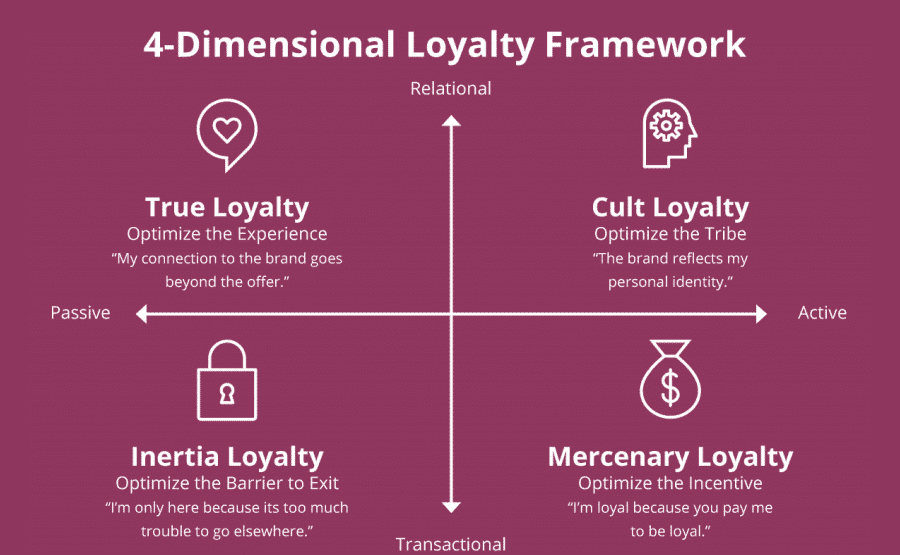 4-Dimensional Loyalty Framework
Relational
True Loyalty
Optimize the Experience
“My connection to the brand goes
beyond the offer.”
Cult Loyalty
Optimize the Tribe
“The brand reflects my
personal identity.”
Passive
Active
$
Inertia Loyalty
Optimize the Barrier to Exit
“I’m only here because its too much
trouble to go elsewhere.”
Mercenary Loyalty
Optimize the Incentive
“I’m loyal because you pay me
to be loyal.”
Transactional